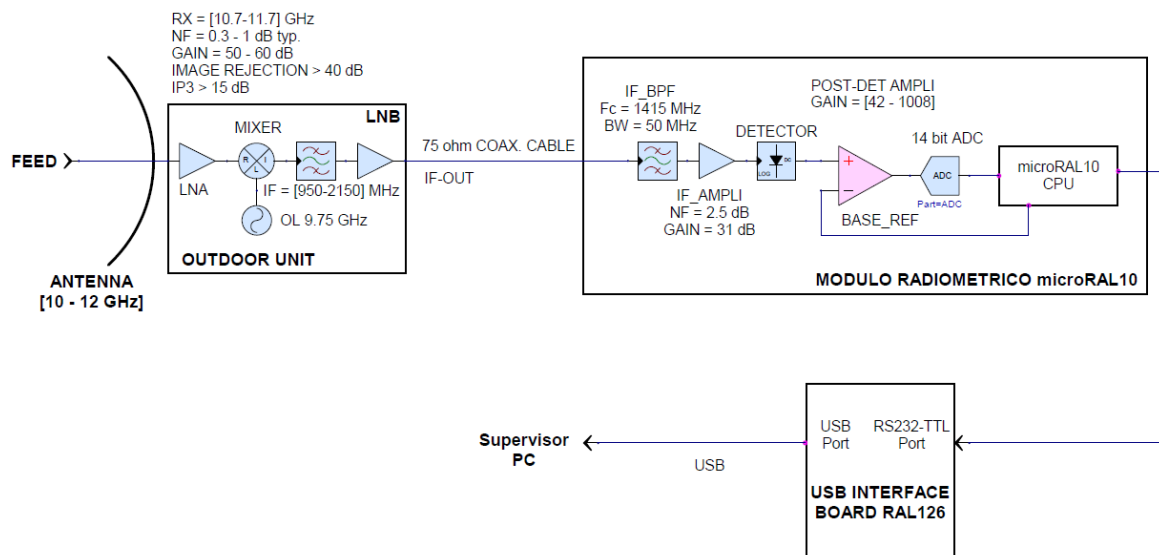 RX = [10.7-11.7] GHz
NF = 0.3 - 1 dB typ.
GAIN = 50 - 60 dB
IMAGE REJECTION > 40 dB
IP3 > 15 dB
LNB
MIXER
R
I
L
FEED
LNA
IF = [950-2150] MHz
OL 9.75 GHz
OUTDOOR UNIT
ANTENNA
[10 - 12 GHz]
75 ohm COAX. CABLE
IF-OUT
IF_BPF
Fc = 1415 MHz
BW = 50 MHz
IF_AMPLI
NF = 2.5 dB
GAIN = 31 dB
DETECTOR
DC
LOG
POST-DET AMPLI
GAIN = [42 - 1008]
BASE_REF
14 bit ADC
ADC
Part=ADC
microRAL10
CPU
MODULO RADIOMETRICO microRAL10
Supervisor
PC
USB
USB
Port
RS232-TTL
Port
USB INTERFACE
BOARD RAL126